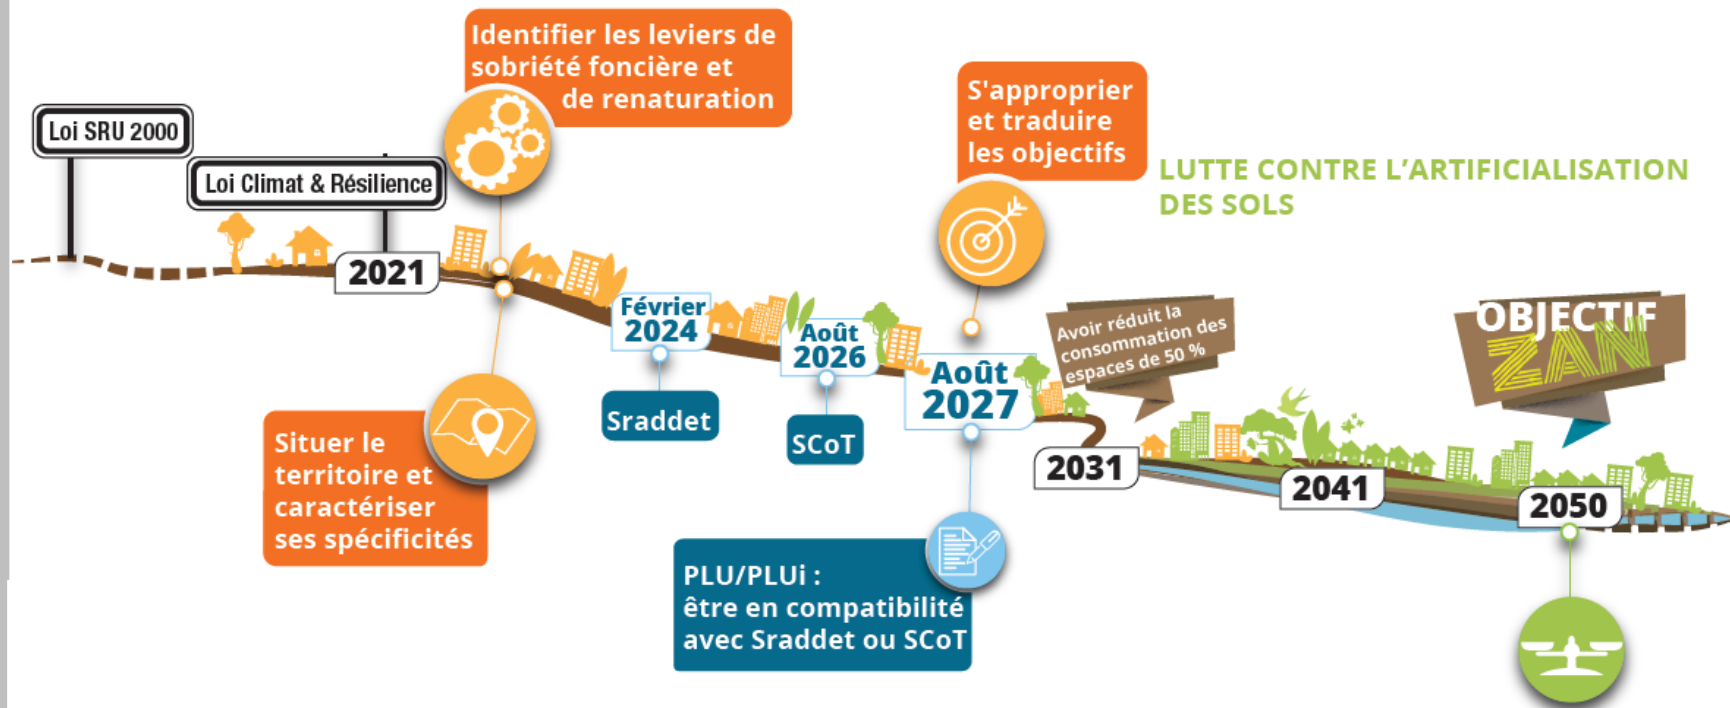 Identifier les leviers de
sobriété foncière et
de renaturation
Loi SRU 2000
Loi Climat & Résilience
S'approprier
et traduire
les objectifs
LUTTE CONTRE L'ARTIFICIALISATION
DES SOLS
2021
Février
2024
Sraddet
Août
2026
SCoT
Août
2027
Avoir réduit la
consommation des
espaces de 50 %
OBJECTIF
ZAN
Situer le
territoire et
caractériser
ses spécificités
2031
2041
2050
PLU/PLUi :
être en compatibilité
avec Sraddet ou SCoT